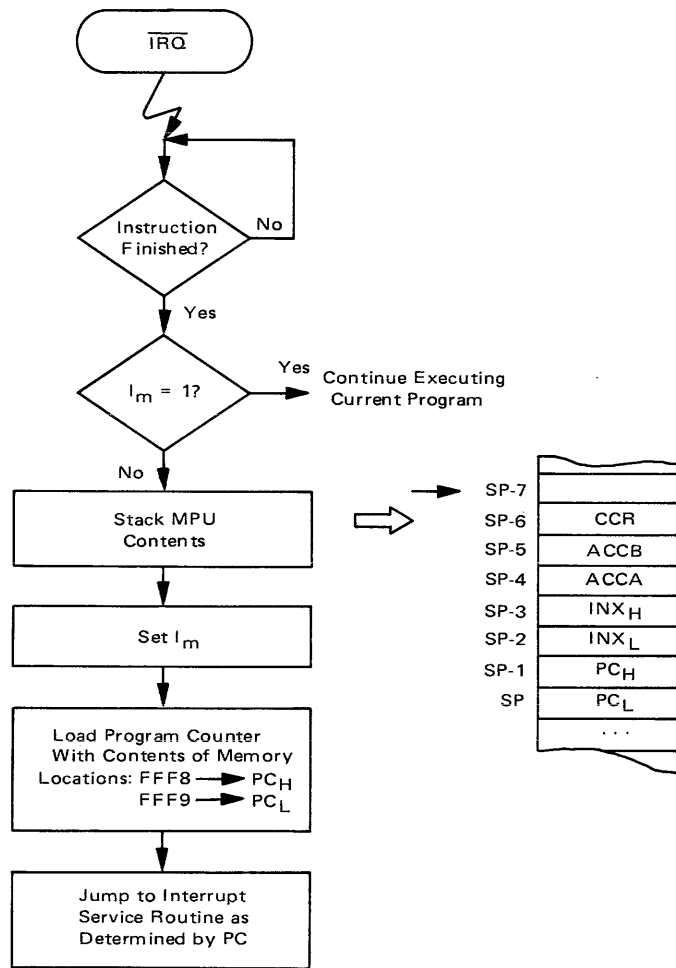 IRQ
Instruction
Finished?
No
Yes
Im = 1?
Yes
Continue Executing
Current Program
No
Stack MPU
Contents
Set Im
Load Program Counter
With Contents of Memory
Locations: FFF8 → PCH
FFF9 → PCL
Jump to Interrupt
Service Routine as
Determined by PC
SP-7
SP-6 CCR
SP-5 ACCB
SP-4 ACCA
SP-3 INXH
SP-2 INXL
SP-1 PCH
SP PCL
...